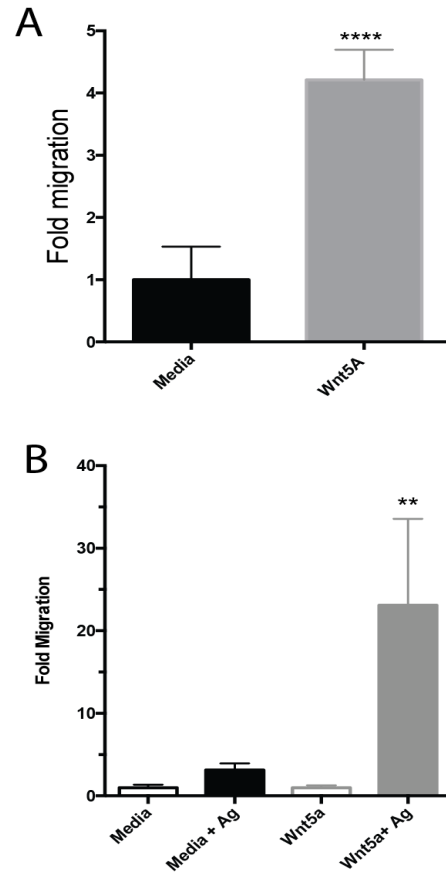 A
Fold migration
5
4
3
2
1
0
****
Media
Wnt5A
B
Fold Migration
40
30
20
10
0
**
Media
Media + Ag
Wnt5a
Wnt5a+ Ag